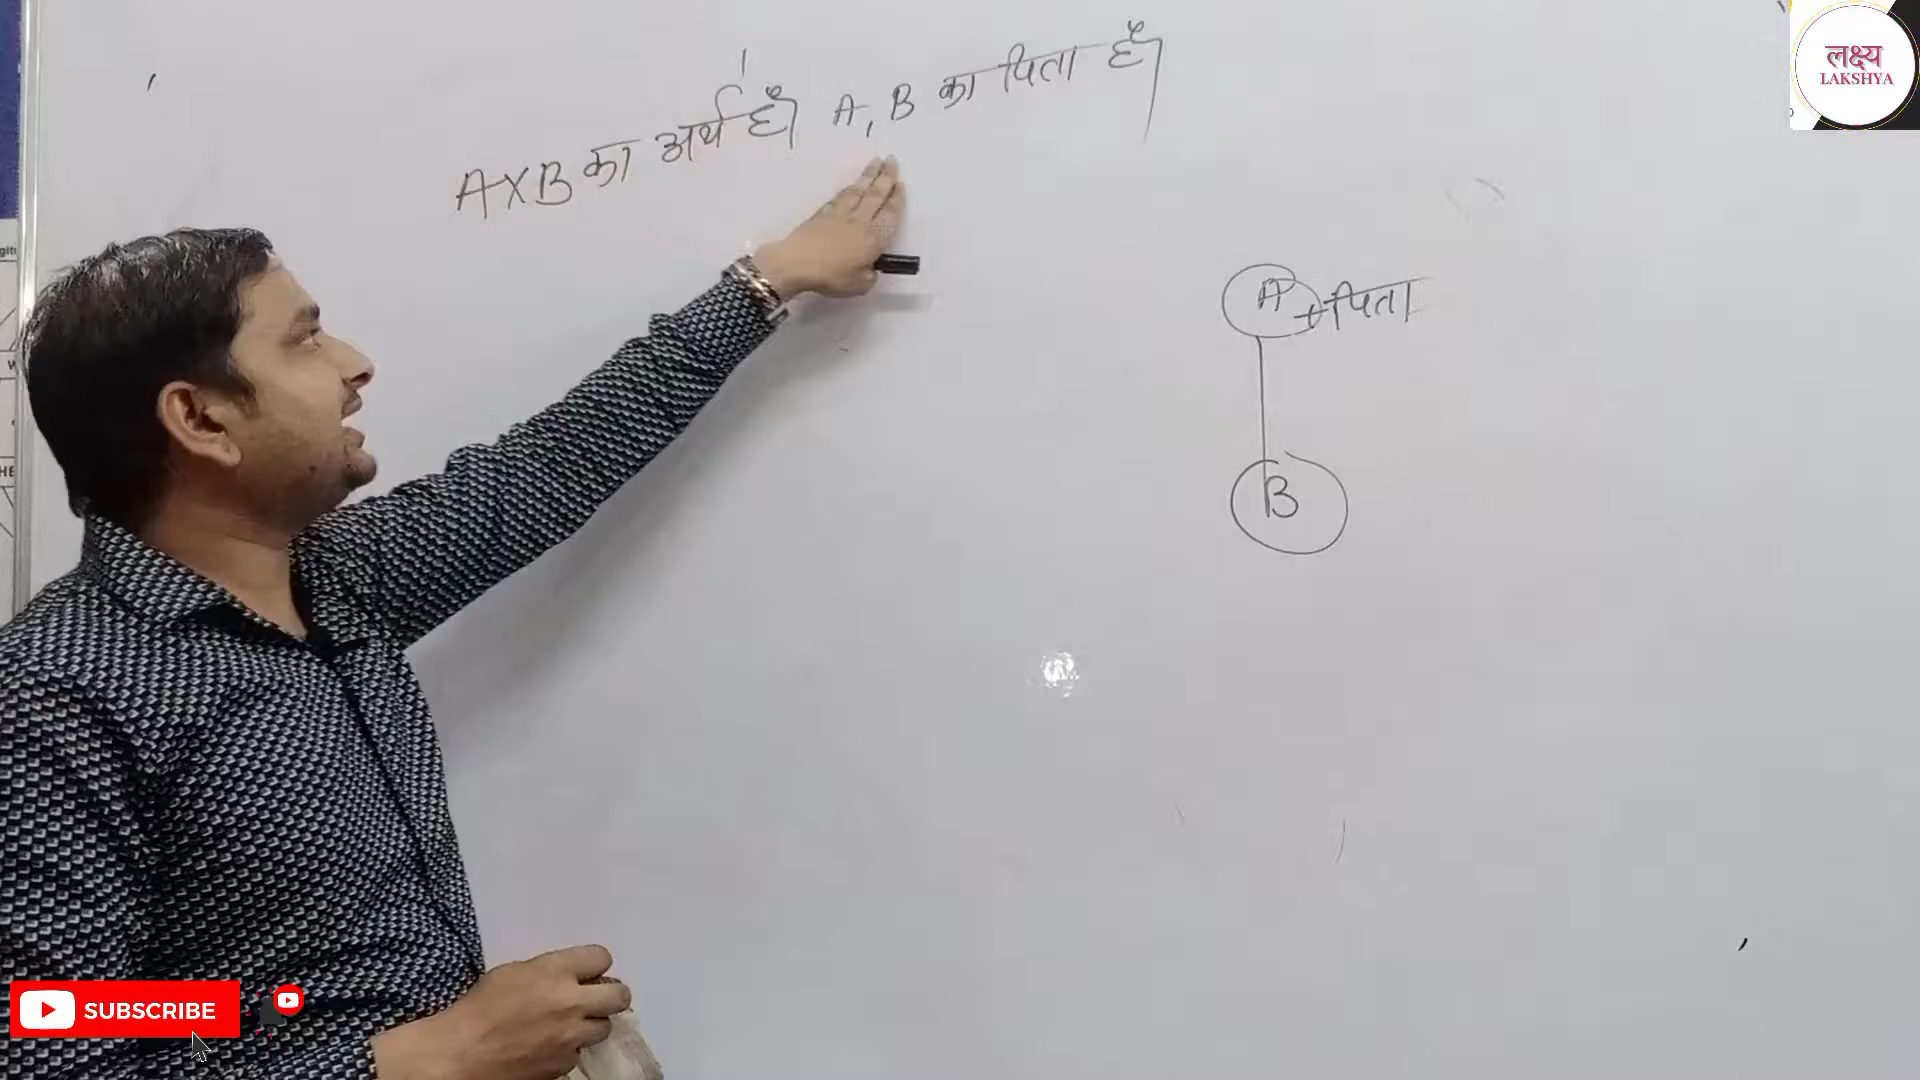 A×B का अर्थ है। A, B का पिता है।
A + पिता
B
लक्ष्य
LAKSHYA
SUBSCRIBE